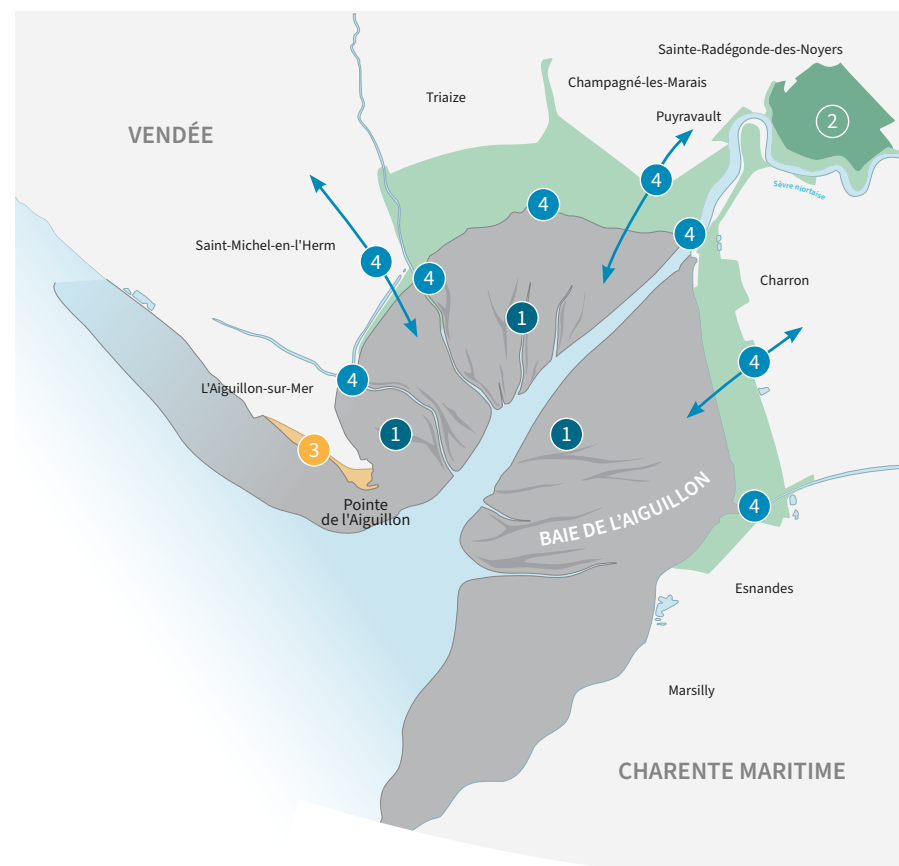 Sainte-Radégonde-des-Noyers
Champagné-les-Marais
Triaize
Puyravault
2
VENDÉE
4
Sèvre niortaise
4
4
Saint-Michel-en-l'Herm
4
4
Charron
1
4
4
L'Aiguillon-sur-Mer
1
1
3
Pointe
de l'Aiguillon
BAIE DE L'AIGUILLON
4
Esnandes
Marsilly
CHARENTE MARITIME